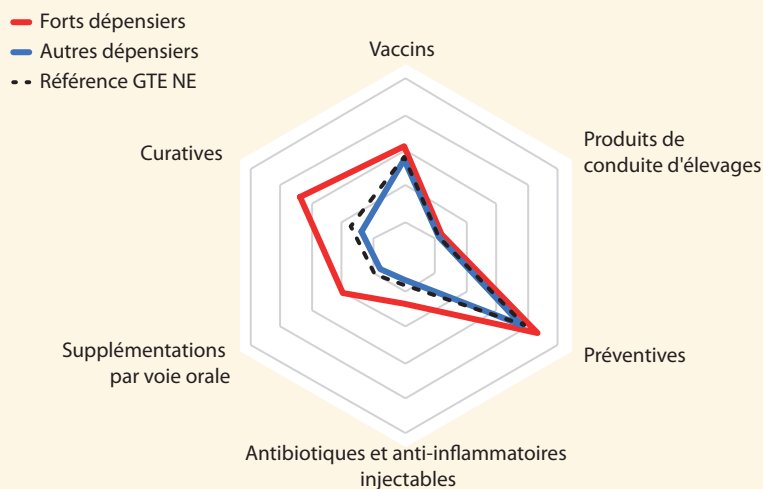 Forts dépensiers
Autres dépensiers
Référence GTE NE
Vaccins
Produits de
conduite d'élevages
Curatives
Supplémentations
par voie orale
Préventives
Antibiotiques et anti-inflammatoires
injectables